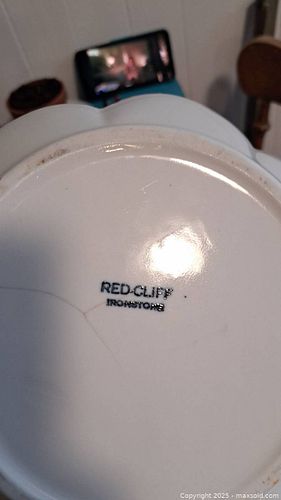 RED-CLIFF
IRONSTONE
Copyright 2025 - maxsold.com